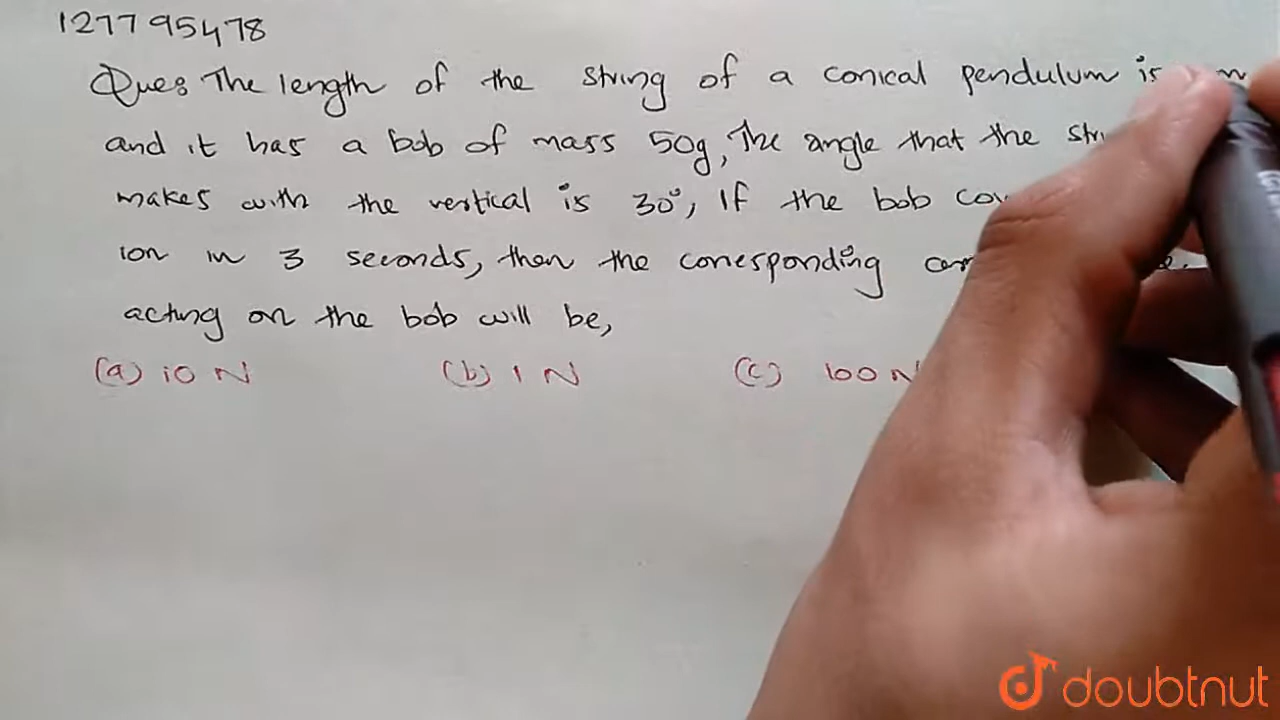 127795478
Ques The length of the string of a conical pendulum is m
and it has a bob of mass 50g, The angle that the
makes with the vertical is 30°, If the bob
ion in 3 seconds, then the corresponding
acting on the bob will be,
(a) 10 N (b) 1 N (c) 100 N
doubtnut